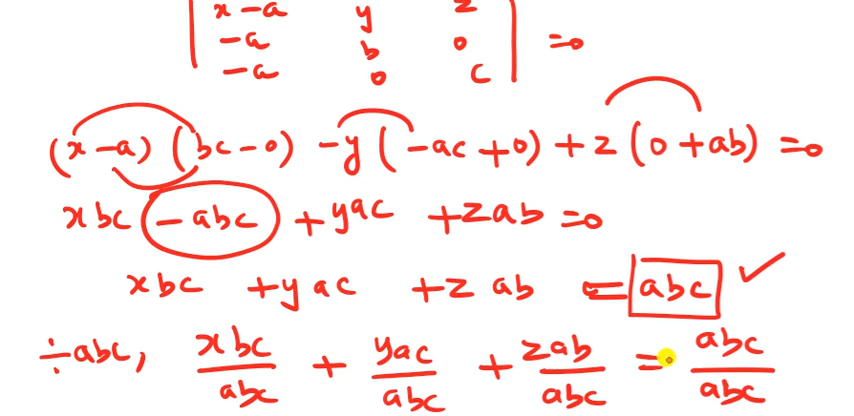 | x-a y z |
| -a b 0 | =0
| -a 0 c |
(x-a) (bc-0) -y (-ac+0) +z (0+ab) =0
xbc -abc +yac +zab =0
xbc +yac +z ab = abc ✓
÷abc, xbc/abc + yac/abc + zab/abc = abc/abc